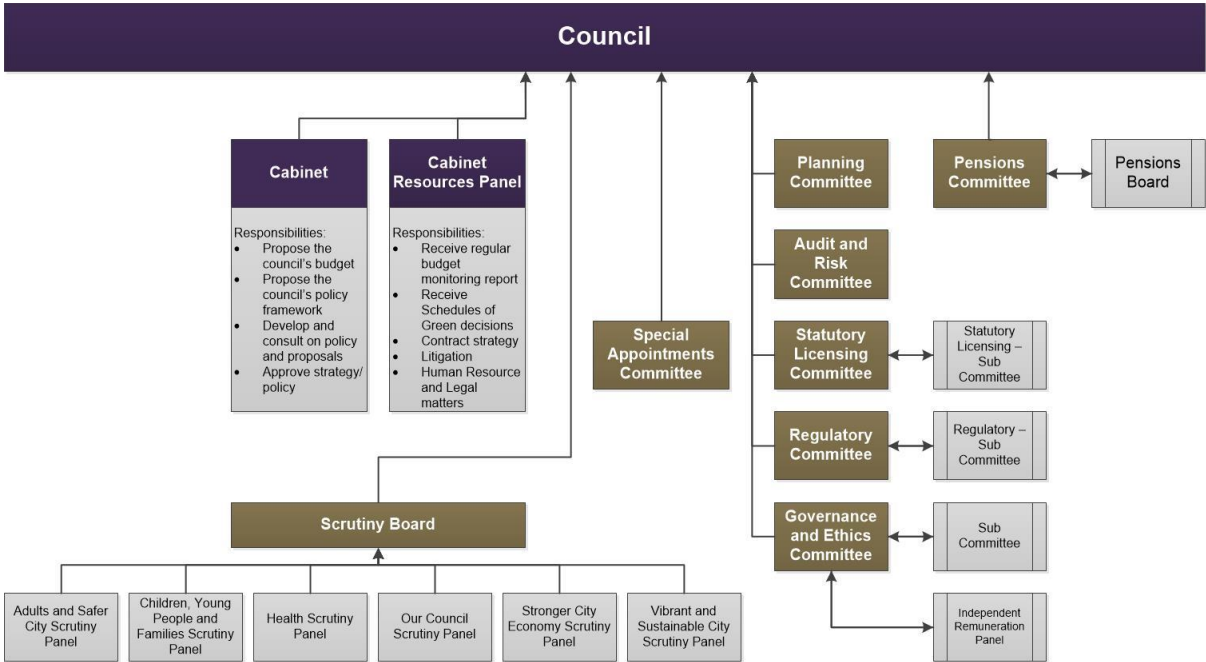 Council
Cabinet
Responsibilities:
• Propose the
council's budget
• Propose the
council's policy
framework
• Develop and
consult on policy
and proposals
• Approve strategy/
policy
Cabinet
Resources Panel
Responsibilities:
• Receive regular
budget
monitoring report
• Receive
Schedules of
Green decisions
• Contract strategy
• Litigation
• Human Resource
and Legal
matters
Special
Appointments
Committee
Planning
Committee
Pensions
Committee
Pensions
Board
Audit and
Risk
Committee
Statutory
Licensing
Committee
Statutory
Licensing –
Sub
Committee
Regulatory
Committee
Regulatory –
Sub
Committee
Governance
and Ethics
Committee
Sub
Committee
Independent
Remuneration
Panel
Scrutiny Board
Adults and Safer
City Scrutiny
Panel
Children, Young
People and
Families Scrutiny
Panel
Health Scrutiny
Panel
Our Council
Scrutiny Panel
Stronger City
Economy Scrutiny
Panel
Vibrant and
Sustainable City
Scrutiny Panel